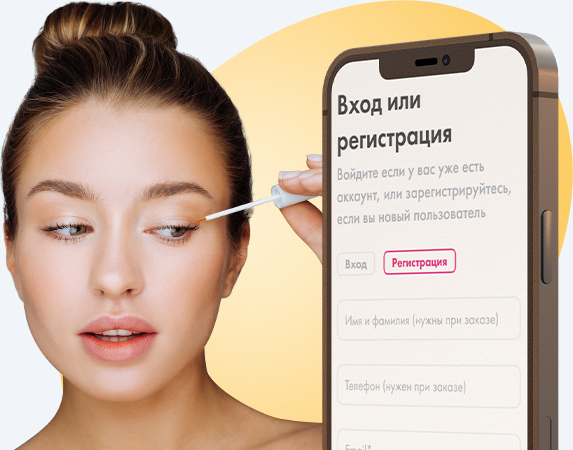 Вход или
регистрация
Войдите если у вас уже есть
аккаунт, или зарегистрируйтесь,
если вы новый пользователь
Вход
Регистрация
Имя и фамилия (нужны при заказе)
Телефон (нужен при заказе)
Email*